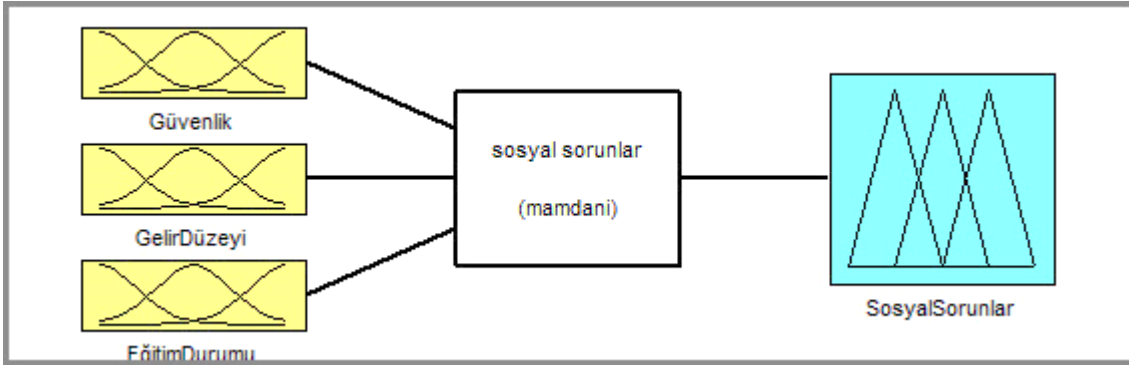 Güvenlik
GelirDüzeyi
EğitimDurumu
sosyal sorunlar
(mamdani)
SosyalSorunlar